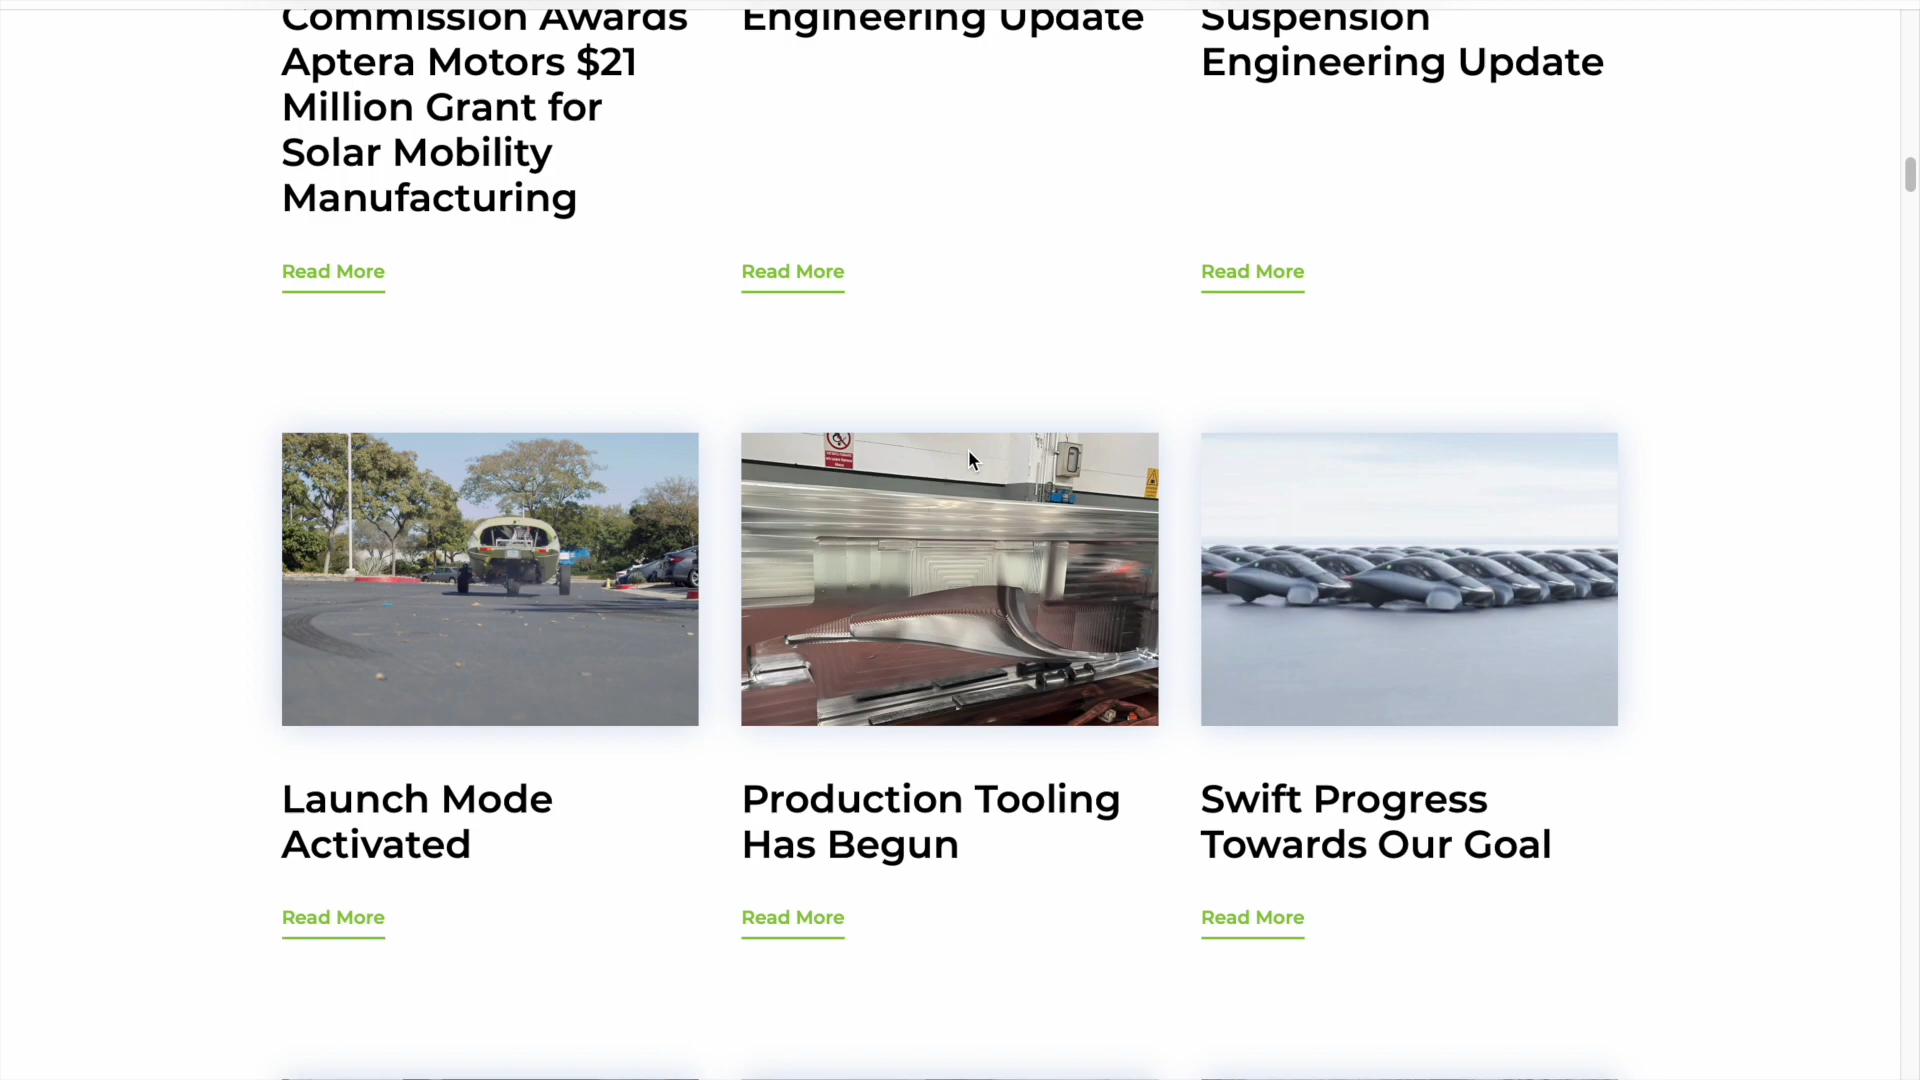 Commission Awards
Aptera Motors $21
Million Grant for
Solar Mobility
Manufacturing
Read More
Engineering Update
Read More
Suspension
Engineering Update
Read More
Launch Mode
Activated
Read More
Production Tooling
Has Begun
Read More
Swift Progress
Towards Our Goal
Read More